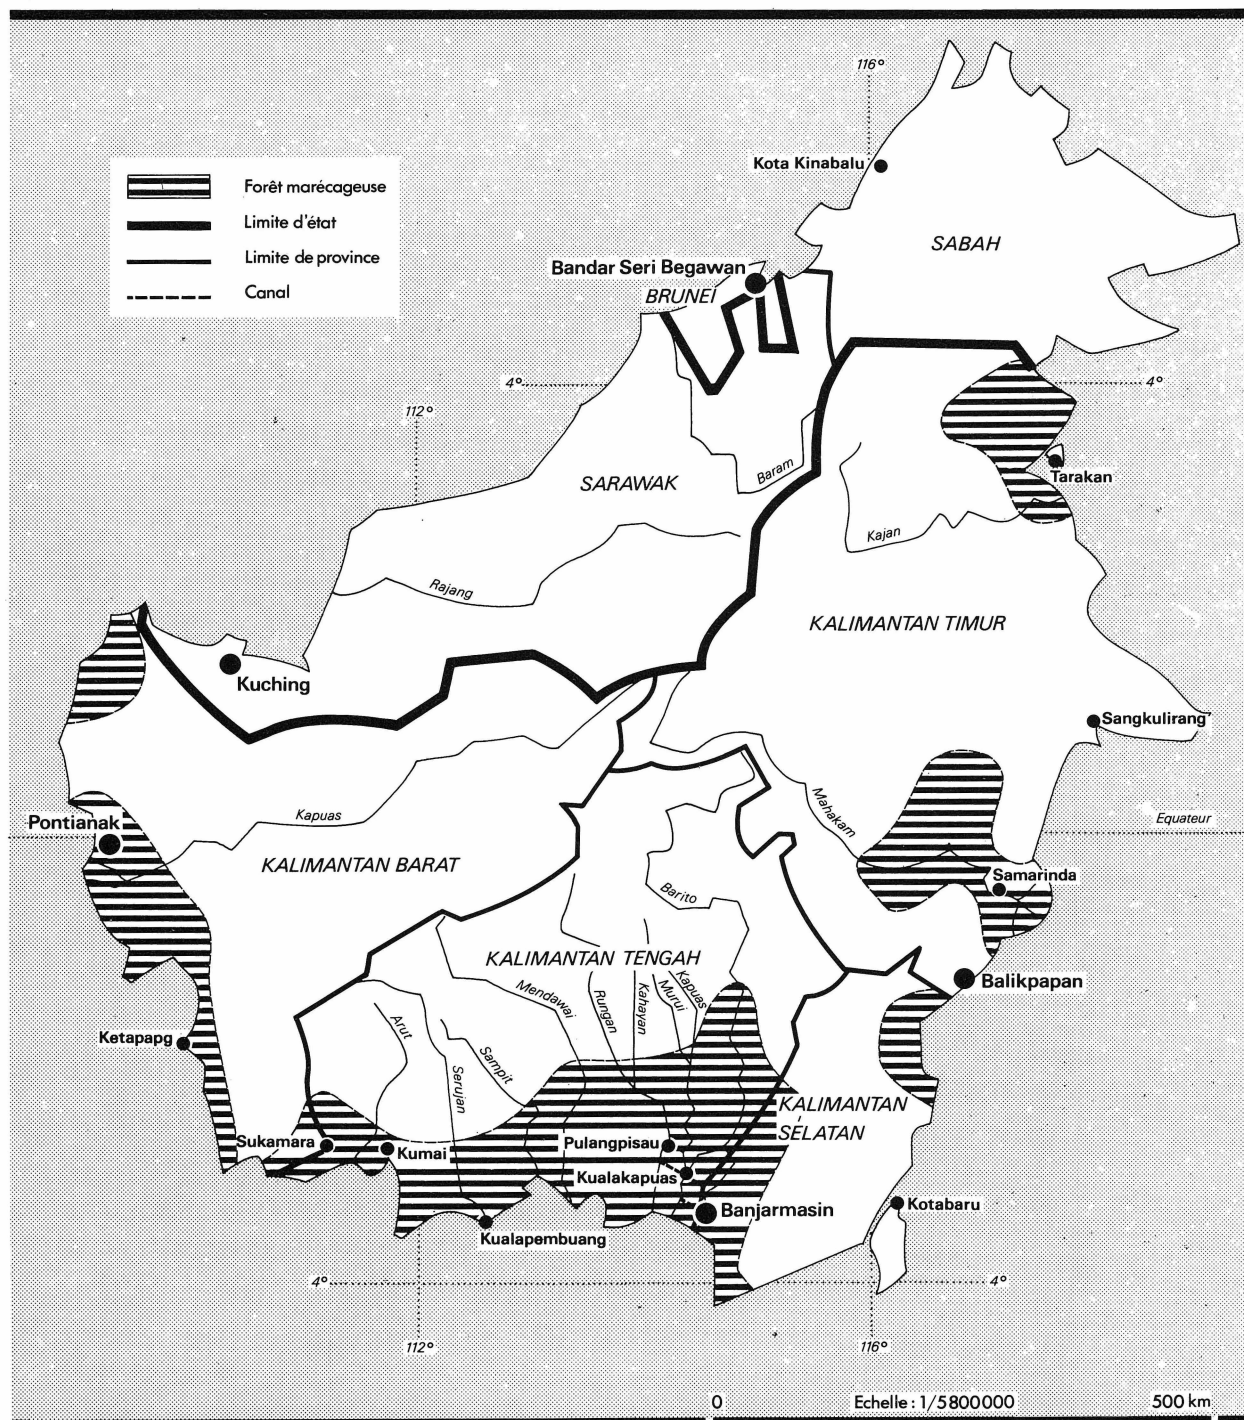 116°
Kota Kinabalu
Forêt marécageuse
Limite d'état
Limite de province
Canal
SABAH
Bandar Seri Begawan
BRUNEI
4°
4°
112°
Baram
SARAWAK
Tarakan
Kajan
Rajang
KALIMANTAN TIMUR
Kuching
Sangkulirang
Mahakam
Kapuas
Equateur
Pontianak
KALIMANTAN BARAT
Samarinda
Barito
KALIMANTAN TENGAH
Balikpapan
Mendawai
Rungan
Kahayan
Murui
Kapuas
Ketapapg
Arut
Serujan
Sampit
KALIMANTAN
SELATAN
Sukamara
Kumai
Pulangpisau
Kualakapuas
Banjarmasin
Kotabaru
Kualapembuang
4°
4°
112°
116°
0
Echelle : 1/5800000
500 km